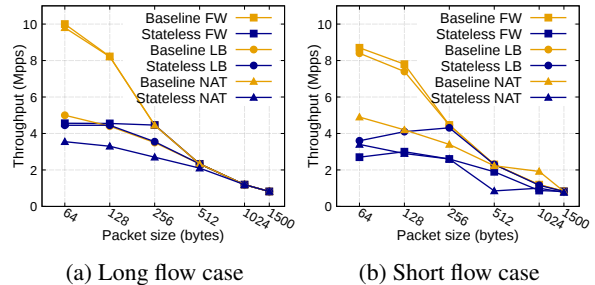 Throughput (Mpps)
10
8
6
4
2
0
Baseline FW
Stateless FW
Baseline LB
Stateless LB
Baseline NAT
Stateless NAT
64
128
256
512
1024
1500
Packet size (bytes)
(a) Long flow case
Throughput (Mpps)
10
8
6
4
2
0
Baseline FW
Stateless FW
Baseline LB
Stateless LB
Baseline NAT
Stateless NAT
64
128
256
512
1024
1500
Packet size (bytes)
(b) Short flow case